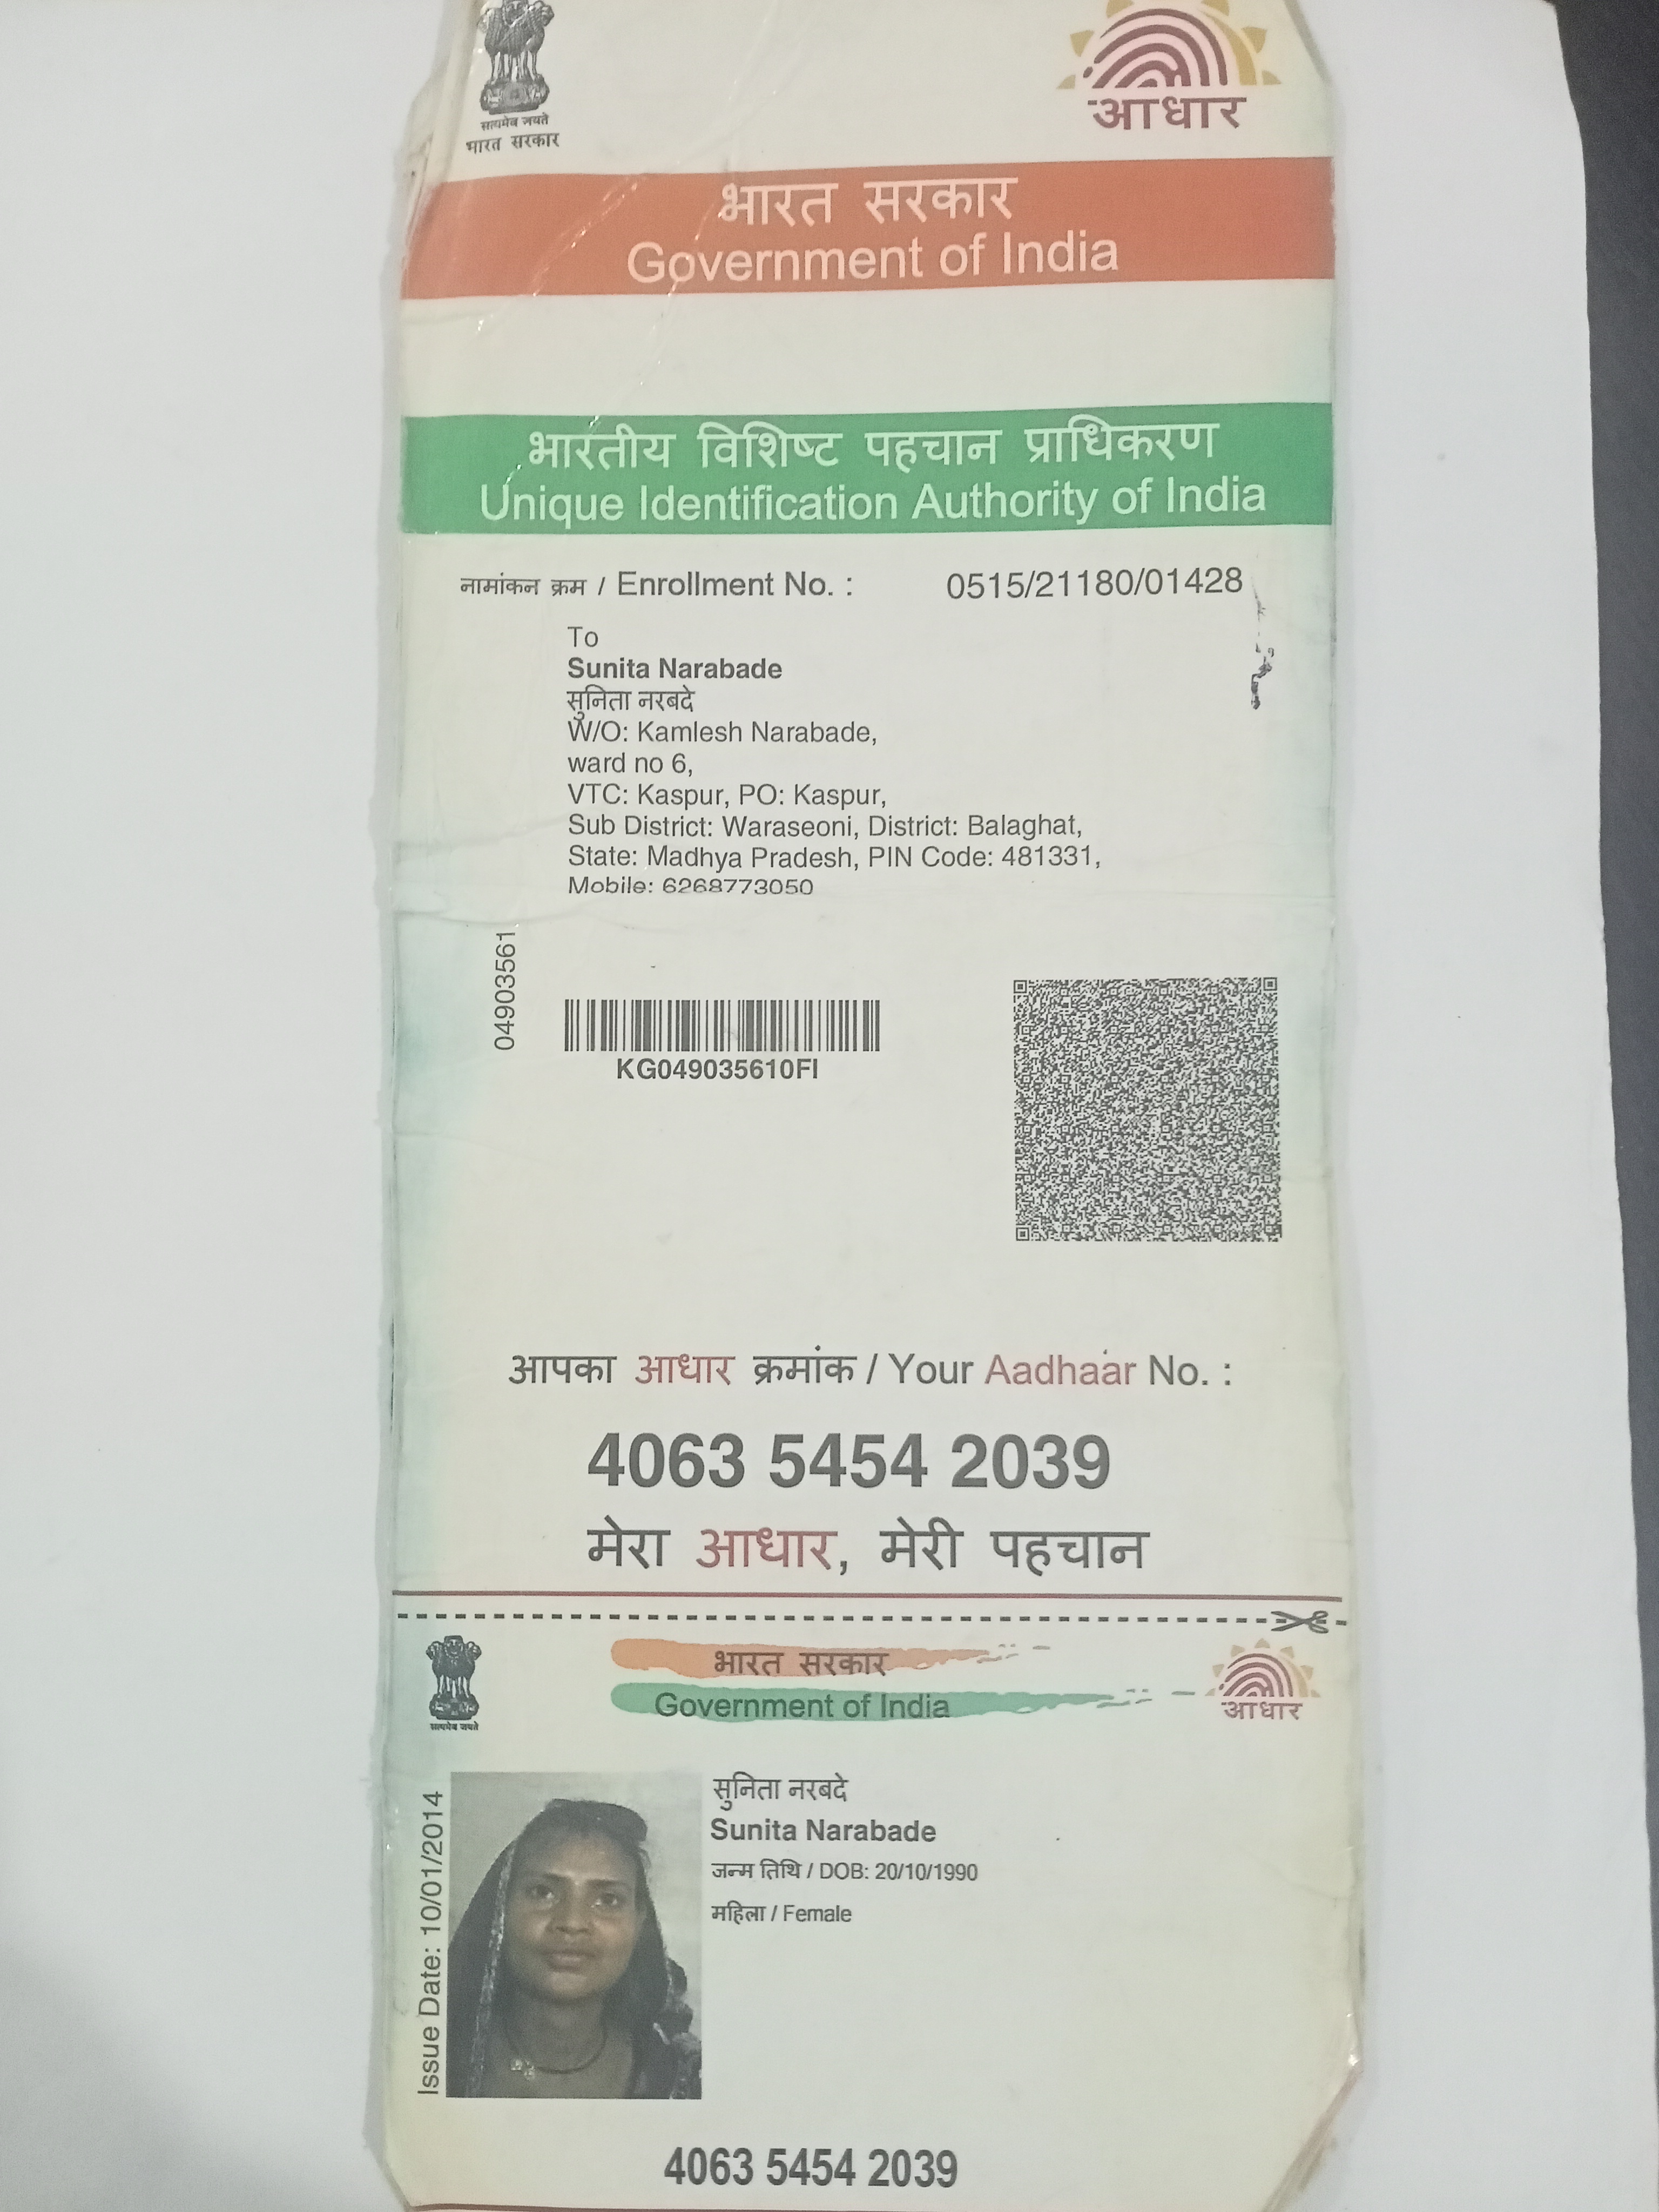 सत्यमेव जयते
भारत सरकार
आधार
भारत सरकार
Government of India
भारतीय विशिष्ट पहचान प्राधिकरण
Unique Identification Authority of India
नामांकन क्रम / Enrollment No. : 0515/21180/01428
To
Sunita Narabade
सुनिता नरबदे
W/O: Kamlesh Narabade,
ward no 6,
VTC: Kaspur, PO: Kaspur,
Sub District: Waraseoni, District: Balaghat,
State: Madhya Pradesh, PIN Code: 481331,
Mobile: 6268773050
04903561
KG049035610FI
आपका आधार क्रमांक / Your Aadhaar No. :
4063 5454 2039
मेरा आधार, मेरी पहचान
सत्यमेव जयते
भारत सरकार
Government of India
आधार
Issue Date: 10/01/2014
सुनिता नरबदे
Sunita Narabade
जन्म तिथि / DOB: 20/10/1990
महिला / Female
4063 5454 2039